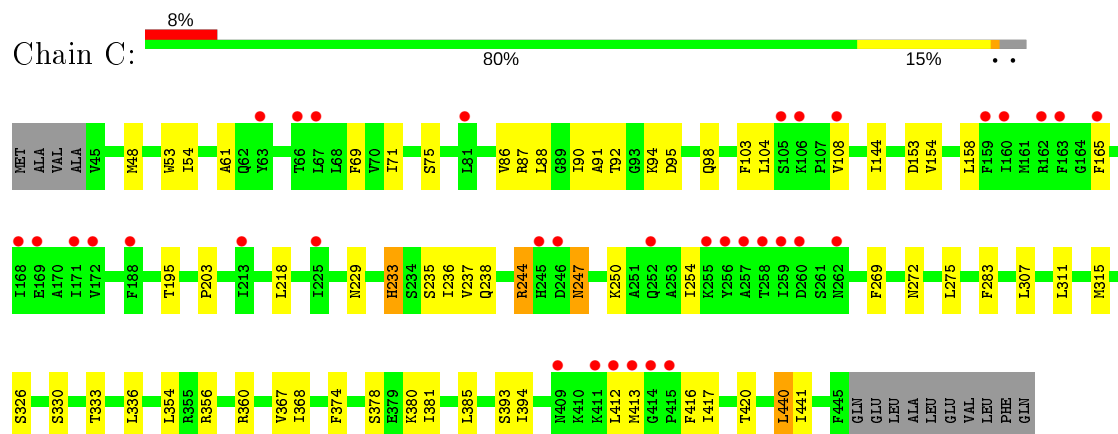 8%
Chain C:
80% 15% • •
MET ALA VAL ALA V45 M48 W53 I54 A61 Q62 Y63 T66 L67 L68 F69 V70 I71 S75 L81 V86 R87 L88 G89 I90 A91 T92 G93 K94 D95 Q98 F103 L104 S105 K106 P107 V108 I144 D153 V154 L158 F159 I160 M161 R162 F163 G164 F165
I168 E169 A170 I171 V172 F188 T195 P203 I213 L218 I225 N229 H233 S234 S235 I236 V237 Q238 R244 H245 D246 N247 K250 A251 Q252 A253 I254 K255 Y256 A257 T258 I259 D260 S261 N262 F269 N272 L275 F283 L307 L311 M315
S326 S330 T333 L336 L354 R355 R356 R360 V367 I368 F374 S378 E379 K380 I381 L385 S393 I394 N409 K410 K411 L412 M413 G414 P415 F416 I417 T420 L440 I441 F445 GLN GLU LEU ALA LEU GLU VAL LEU PHE GLN